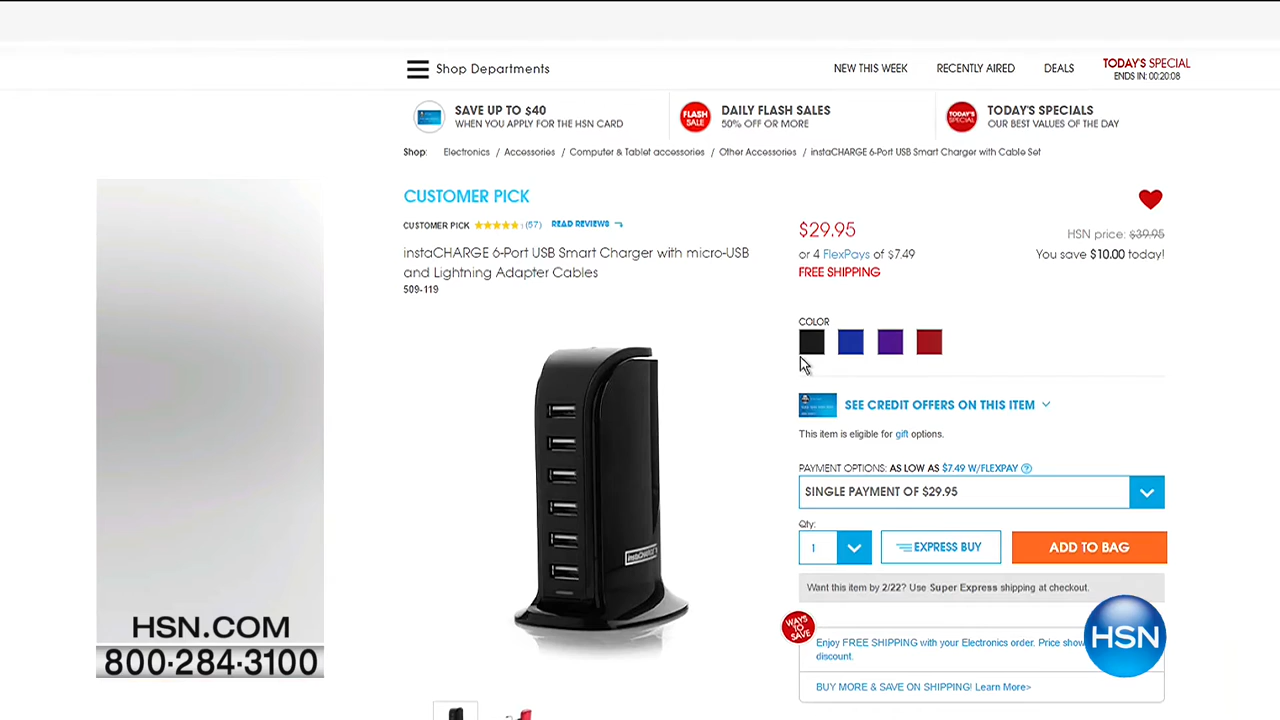 Shop Departments
NEW THIS WEEK
RECENTLY AIRED
DEALS
TODAY'S SPECIAL
ENDS IN: 00:20:08
SAVE UP TO $40
WHEN YOU APPLY FOR THE HSN CARD
FLASH
SALE
DAILY FLASH SALES
50% OFF OR MORE
TODAY'S
SPECIAL
TODAY'S SPECIALS
OUR BEST VALUES OF THE DAY
Shop: Electronics / Accessories / Computer & Tablet accessories / Other Accessories / instaCHARGE 6-Port USB Smart Charger with Cable Set
CUSTOMER PICK
CUSTOMER PICK (57) READ REVIEWS
instaCHARGE 6-Port USB Smart Charger with micro-USB
and Lightning Adapter Cables
509-119
$29.95
HSN price: $39.95
or 4 FlexPays of $7.49
You save $10.00 today!
FREE SHIPPING
COLOR
SEE CREDIT OFFERS ON THIS ITEM
This item is eligible for gift options.
PAYMENT OPTIONS: AS LOW AS $7.49 W/FLEXPAY ?
SINGLE PAYMENT OF $29.95
Qty:
1
EXPRESS BUY
ADD TO BAG
Want this item by 2/22? Use Super Express shipping at checkout.
WAYS
TO
SAVE
Enjoy FREE SHIPPING with your Electronics order. Price show
discount.
BUY MORE & SAVE ON SHIPPING! Learn More>
instaCHARGE
HSN.COM
800·284·3100
HSN